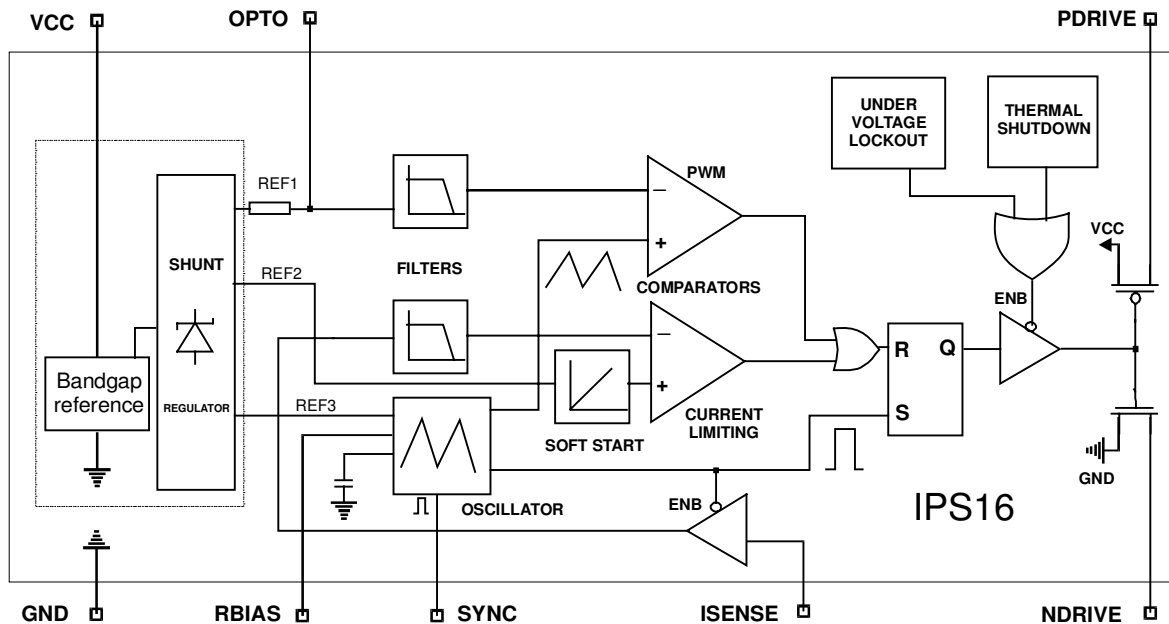 VCC
OPTO
PDRIVE
UNDER
VOLTAGE
LOCKOUT
THERMAL
SHUTDOWN
REF1
PWM
−
+
VCC
SHUNT
REF2
FILTERS
COMPARATORS
ENB
−
+
R
Q
Bandgap
reference
REGULATOR
REF3
SOFT START
CURRENT
LIMITING
S
GND
OSCILLATOR
ENB
IPS16
GND
RBIAS
SYNC
ISENSE
NDRIVE